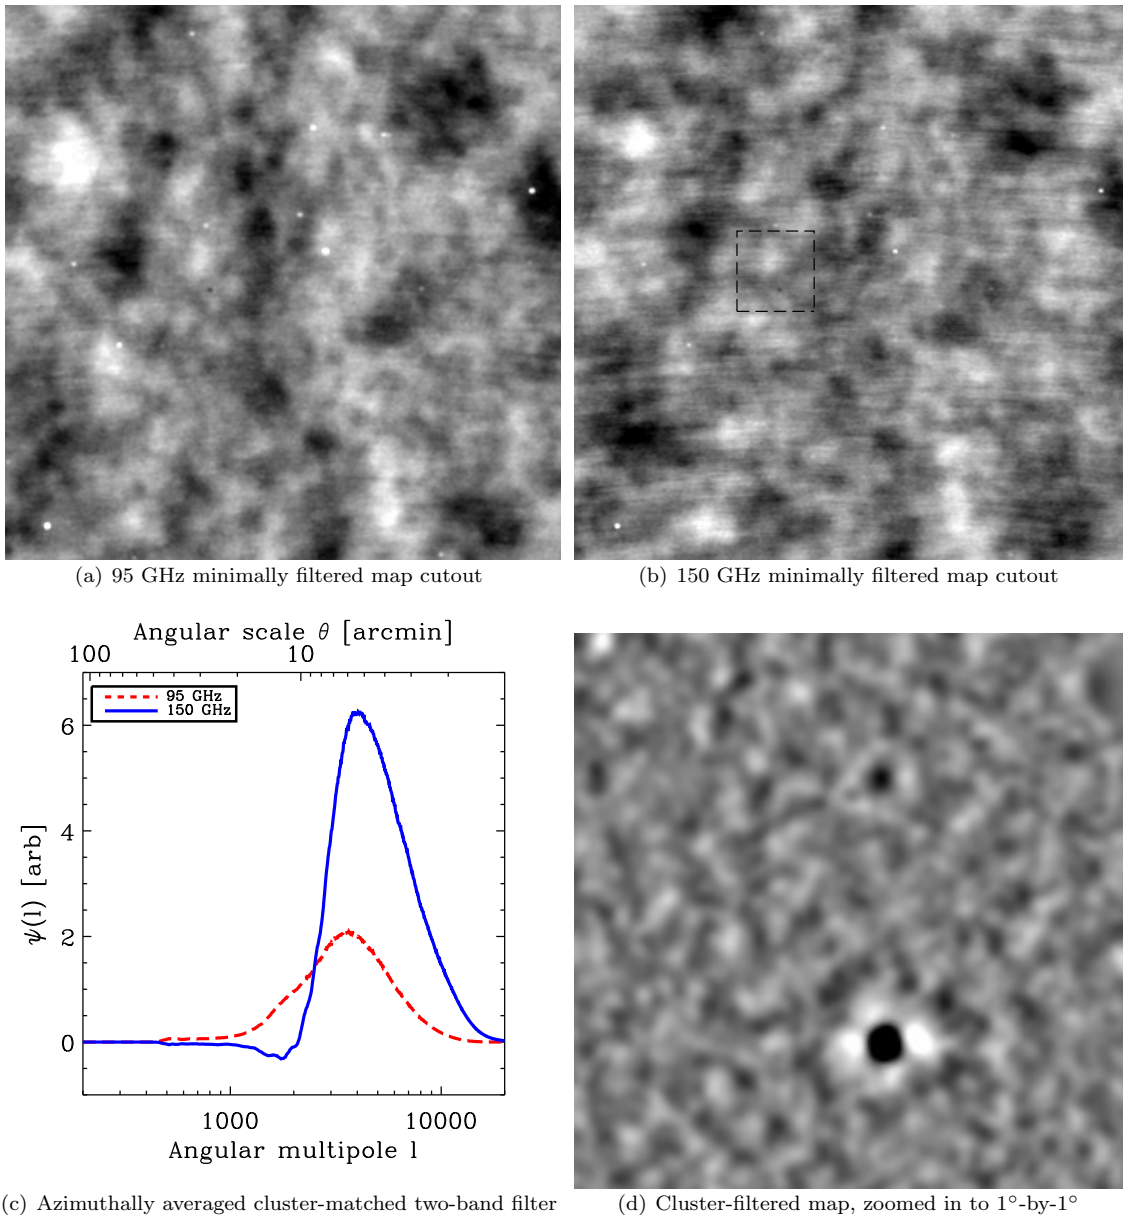 (a) 95 GHz minimally filtered map cutout
(b) 150 GHz minimally filtered map cutout
Angular scale θ [arcmin]
100 10
95 GHz
150 GHz
6
4
2
0
ψ(l) [arb]
1000 10000
Angular multipole l
(c) Azimuthally averaged cluster-matched two-band filter
(d) Cluster-filtered map, zoomed in to 1°-by-1°